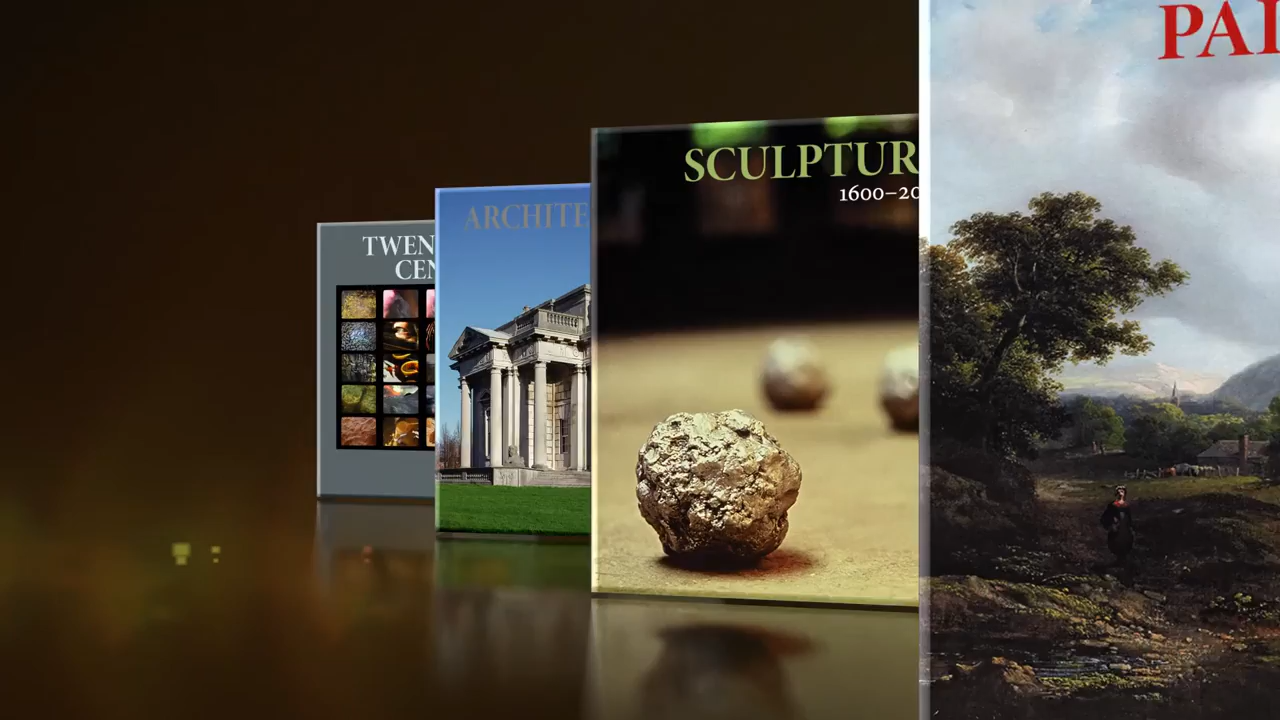 TWEN
CEN
ARCHITE
SCULPTUR
1600–20
PAI